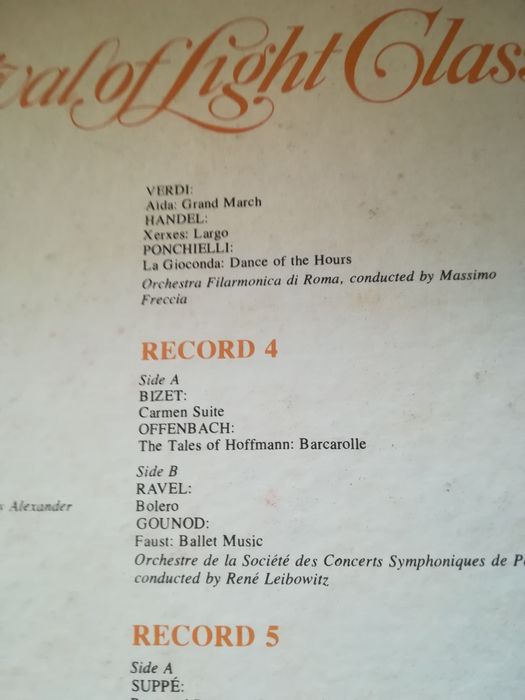 of Light
VERDI:
Aida: Grand March
HANDEL:
Xerxes: Largo
PONCHIELLI:
La Gioconda: Dance of the Hours
Orchestra Filarmonica di Roma, conducted by Massimo
Freccia
RECORD 4
Side A
BIZET:
Carmen Suite
OFFENBACH:
The Tales of Hoffmann: Barcarolle
Side B
RAVEL:
Bolero
Alexander
GOUNOD:
Faust: Ballet Music
Orchestre de la Société des Concerts Symphoniques de
conducted by René Leibowitz
RECORD 5
Side A
SUPPÉ: